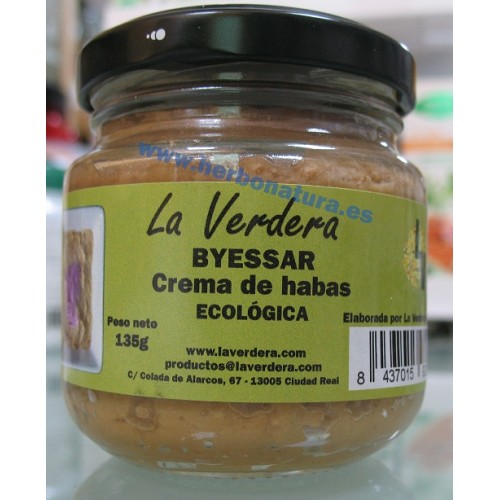 www.herbonatura.es
La Verdera
BYESSAR
Crema de habas
ECOLÓGICA
Peso neto
135g
Elaborada por La
www.laverdera.com
productos@laverdera.com
C/ Colada de Alarcos, 67 - 13005 Ciudad Real
8 437015